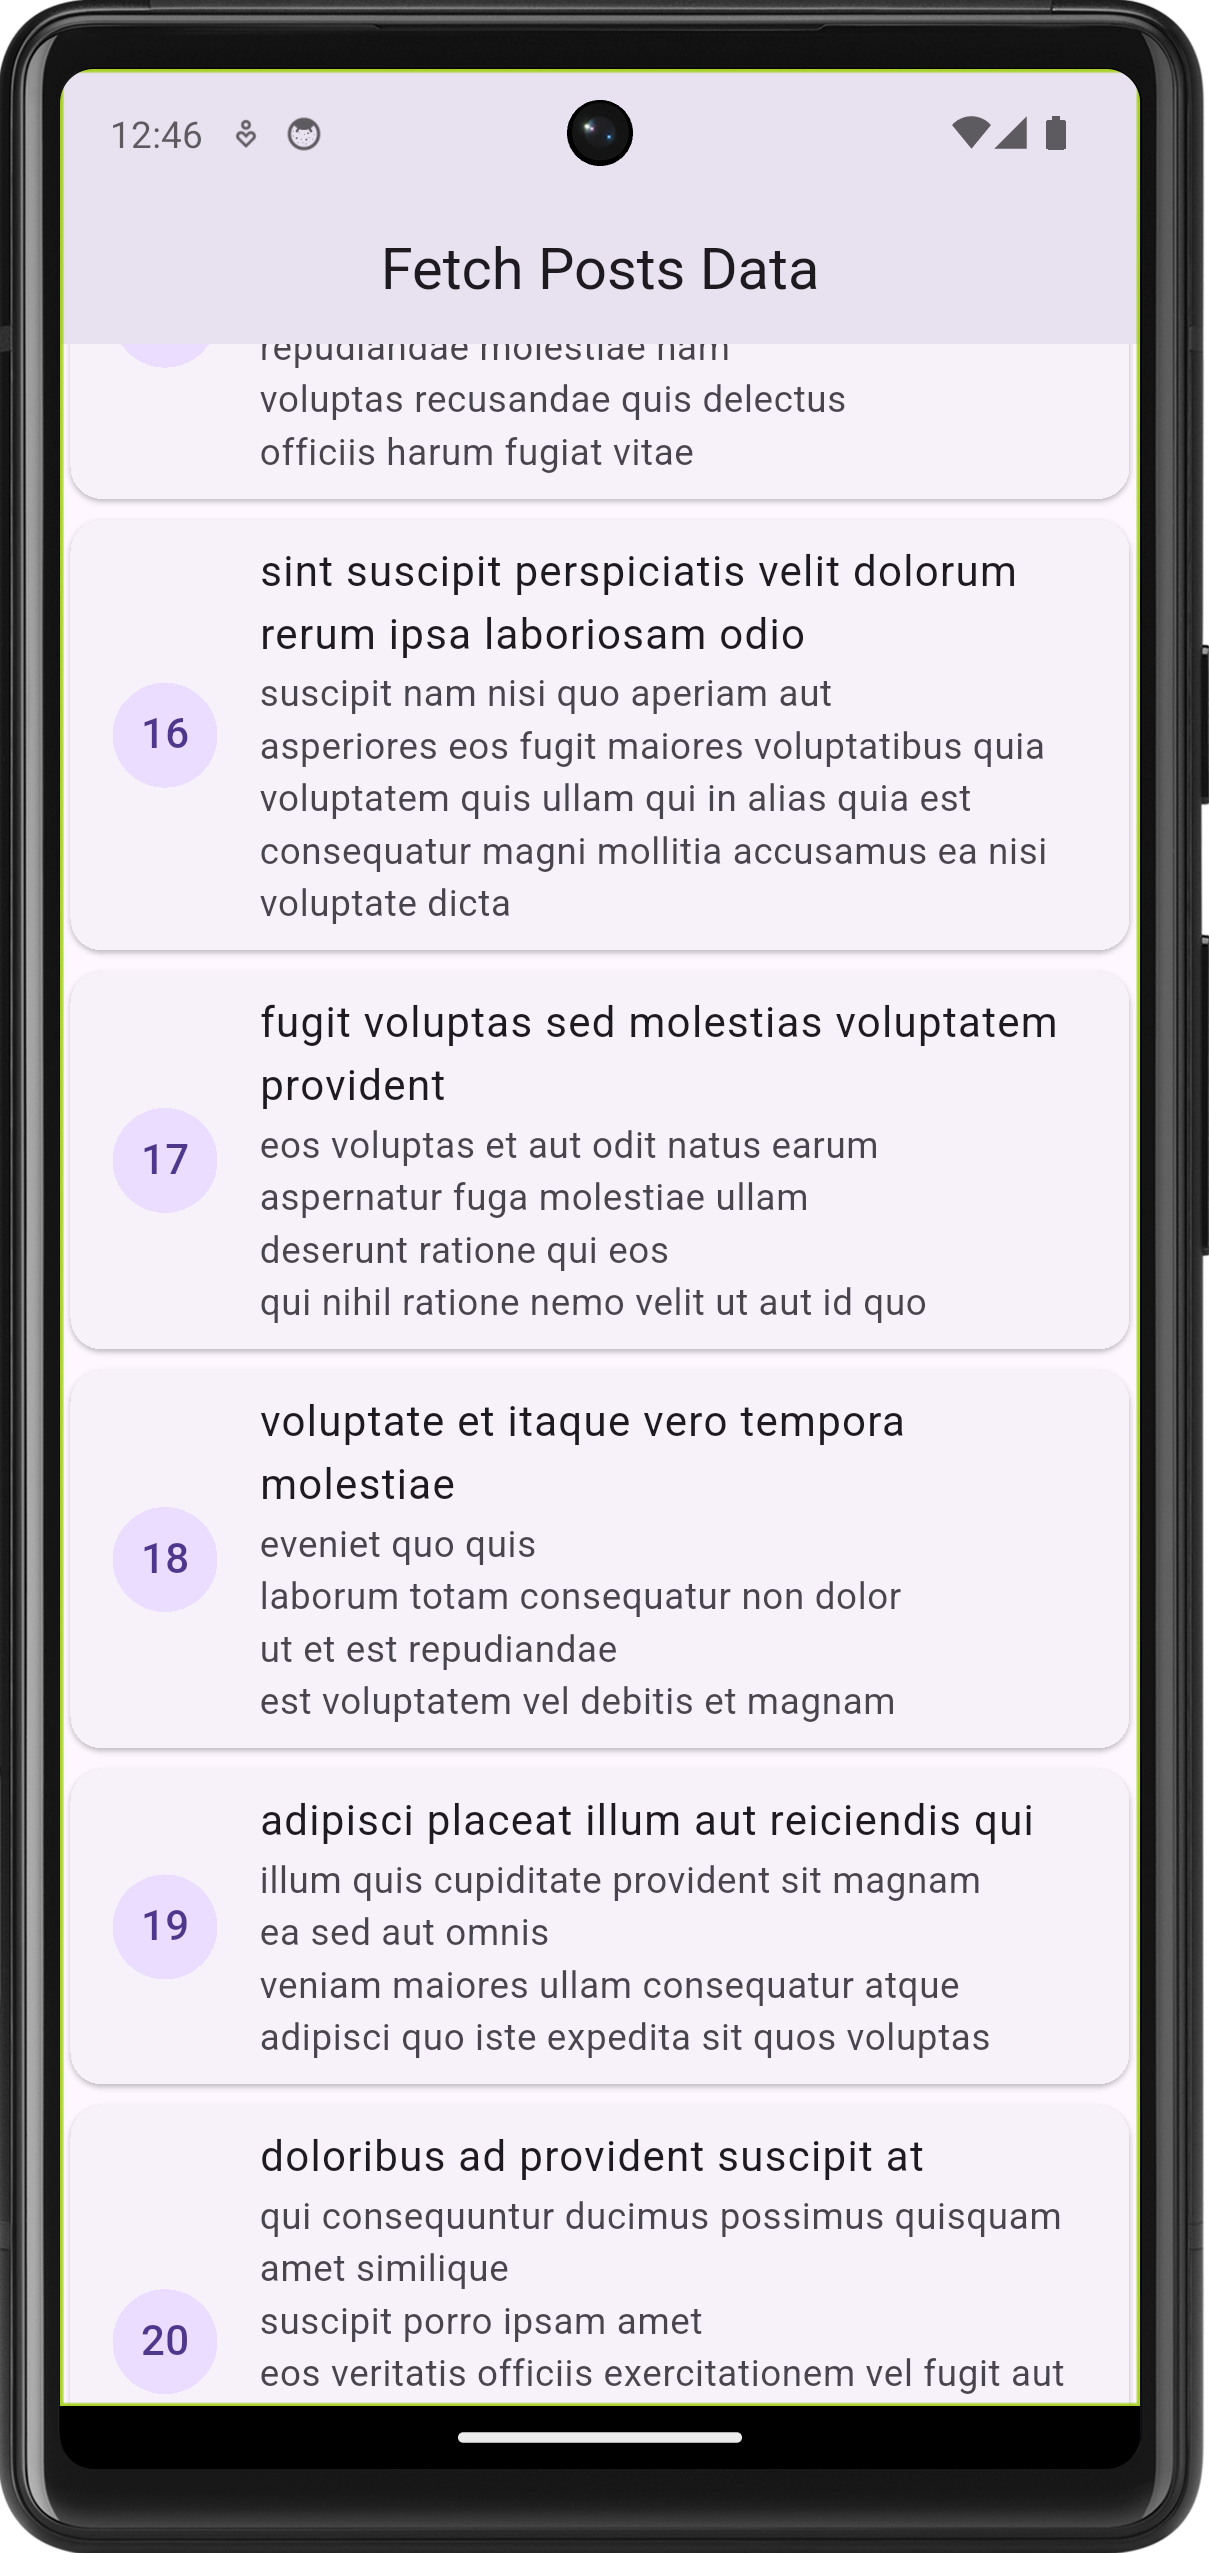 12:46
Fetch Posts Data
repudiandae molestiae nam
voluptas recusandae quis delectus
officiis harum fugiat vitae
sint suscipit perspiciatis velit dolorum
rerum ipsa laboriosam odio
16
suscipit nam nisi quo aperiam aut
asperiores eos fugit maiores voluptatibus quia
voluptatem quis ullam qui in alias quia est
consequatur magni mollitia accusamus ea nisi
voluptate dicta
fugit voluptas sed molestias voluptatem
provident
17
eos voluptas et aut odit natus earum
aspernatur fuga molestiae ullam
deserunt ratione qui eos
qui nihil ratione nemo velit ut aut id quo
voluptate et itaque vero tempora
molestiae
18
eveniet quo quis
laborum totam consequatur non dolor
ut et est repudiandae
est voluptatem vel debitis et magnam
adipisci placeat illum aut reiciendis qui
19
illum quis cupiditate provident sit magnam
ea sed aut omnis
veniam maiores ullam consequatur atque
adipisci quo iste expedita sit quos voluptas
doloribus ad provident suscipit at
qui consequuntur ducimus possimus quisquam
amet similique
20
suscipit porro ipsam amet
eos veritatis officiis exercitationem vel fugit aut